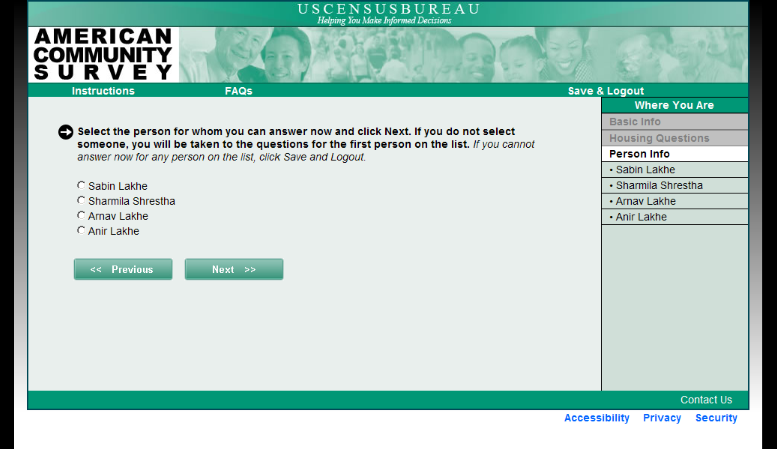 USCENSUSBUREAU
Helping You Make Informed Decisions
AMERICAN
COMMUNITY
SURVEY
Instructions FAQs Save & Logout
Where You Are
Basic Info
Housing Questions
Person Info
• Sabin Lakhe
• Sharmila Shrestha
• Arnav Lakhe
• Anir Lakhe
Select the person for whom you can answer now and click Next. If you do not select
someone, you will be taken to the questions for the first person on the list. If you cannot
answer now for any person on the list, click Save and Logout.
Sabin Lakhe
Sharmila Shrestha
Arnav Lakhe
Anir Lakhe
<< Previous Next >>
Contact Us
Accessibility Privacy Security